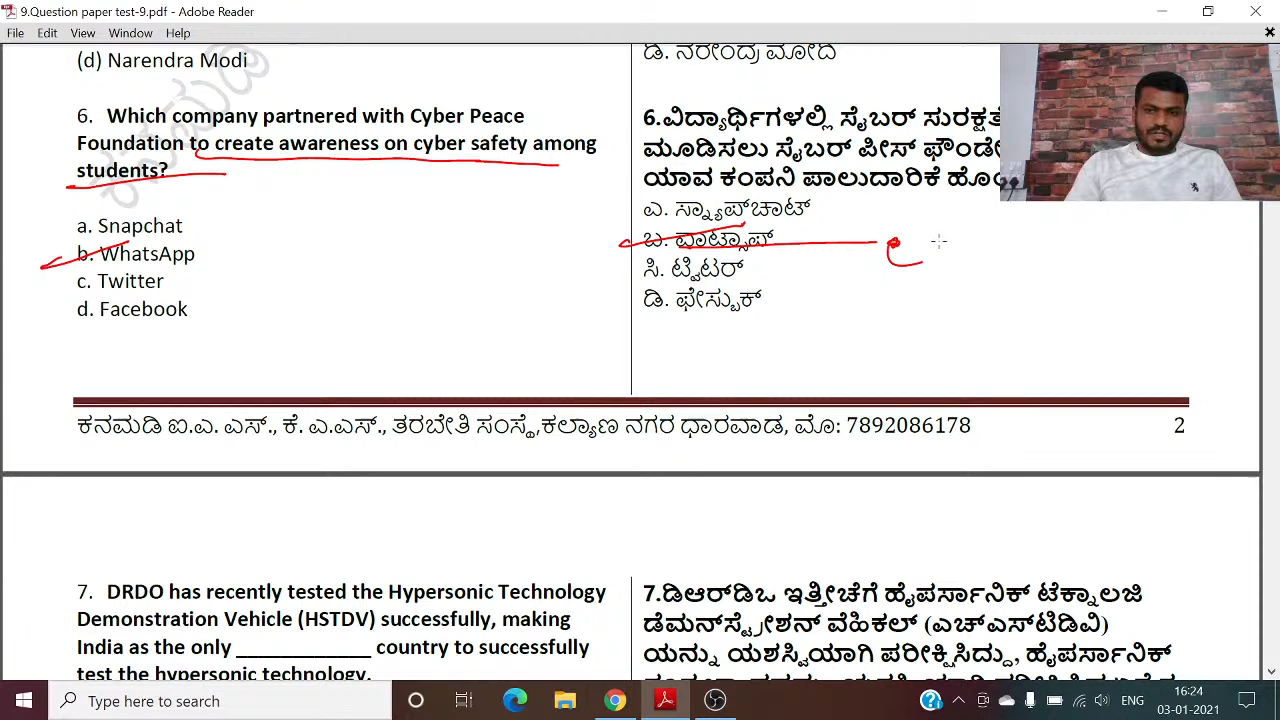 9.Question paper test-9.pdf - Adobe Reader
File Edit View Window Help
(d) Narendra Modi
6. Which company partnered with Cyber Peace
Foundation to create awareness on cyber safety among
students?
a. Snapchat
b. WhatsApp
c. Twitter
d. Facebook
ಡಿ. ನರೇಂದ್ರ ಮೋದಿ
6.ವಿದ್ಯಾರ್ಥಿಗಳಲ್ಲಿ ಸೈಬರ್
ಮೂಡಿಸಲು ಸೈಬರ್ ಪೀಸ್
ಯಾವ ಕಂಪನಿ ಪಾಲುದಾರಿಕೆ
ಎ. ಸ್ನ್ಯಾಪ್‌ಚಾಟ್
ಬ. ವಾಟ್ಸಾಪ್
ಸಿ. ಟ್ವಿಟರ್
ಡಿ. ಫೇಸ್ಬುಕ್
ಕನಮಡಿ ಐ.ಎ. ಎಸ್., ಕೆ. ಎ.ಎಸ್., ತರಬೇತಿ ಸಂಸ್ಥೆ,ಕಲ್ಯಾಣ ನಗರ ಧಾರವಾಡ, ಮೊ: 7892086178 2
7. DRDO has recently tested the Hypersonic Technology
Demonstration Vehicle (HSTDV) successfully, making
India as the only _____________ country to successfully
test the hypersonic technology.
7.ಡಿಆರ್‌ಡಿಒ ಇತ್ತೀಚೆಗೆ ಹೈಪರ್ಸಾನಿಕ್ ಟೆಕ್ನಾಲಜಿ
ಡೆಮನ್‌ಸ್ಟ್ರೇಶನ್ ವೆಹಿಕಲ್ (ಎಚ್‌ಎಸ್‌ಟಿಡಿವಿ)
ಯನ್ನು ಯಶಸ್ವಿಯಾಗಿ ಪರೀಕ್ಷಿಸಿದ್ದು, ಹೈಪರ್ಸಾನಿಕ್
Type here to search
ENG
16:24
03-01-2021